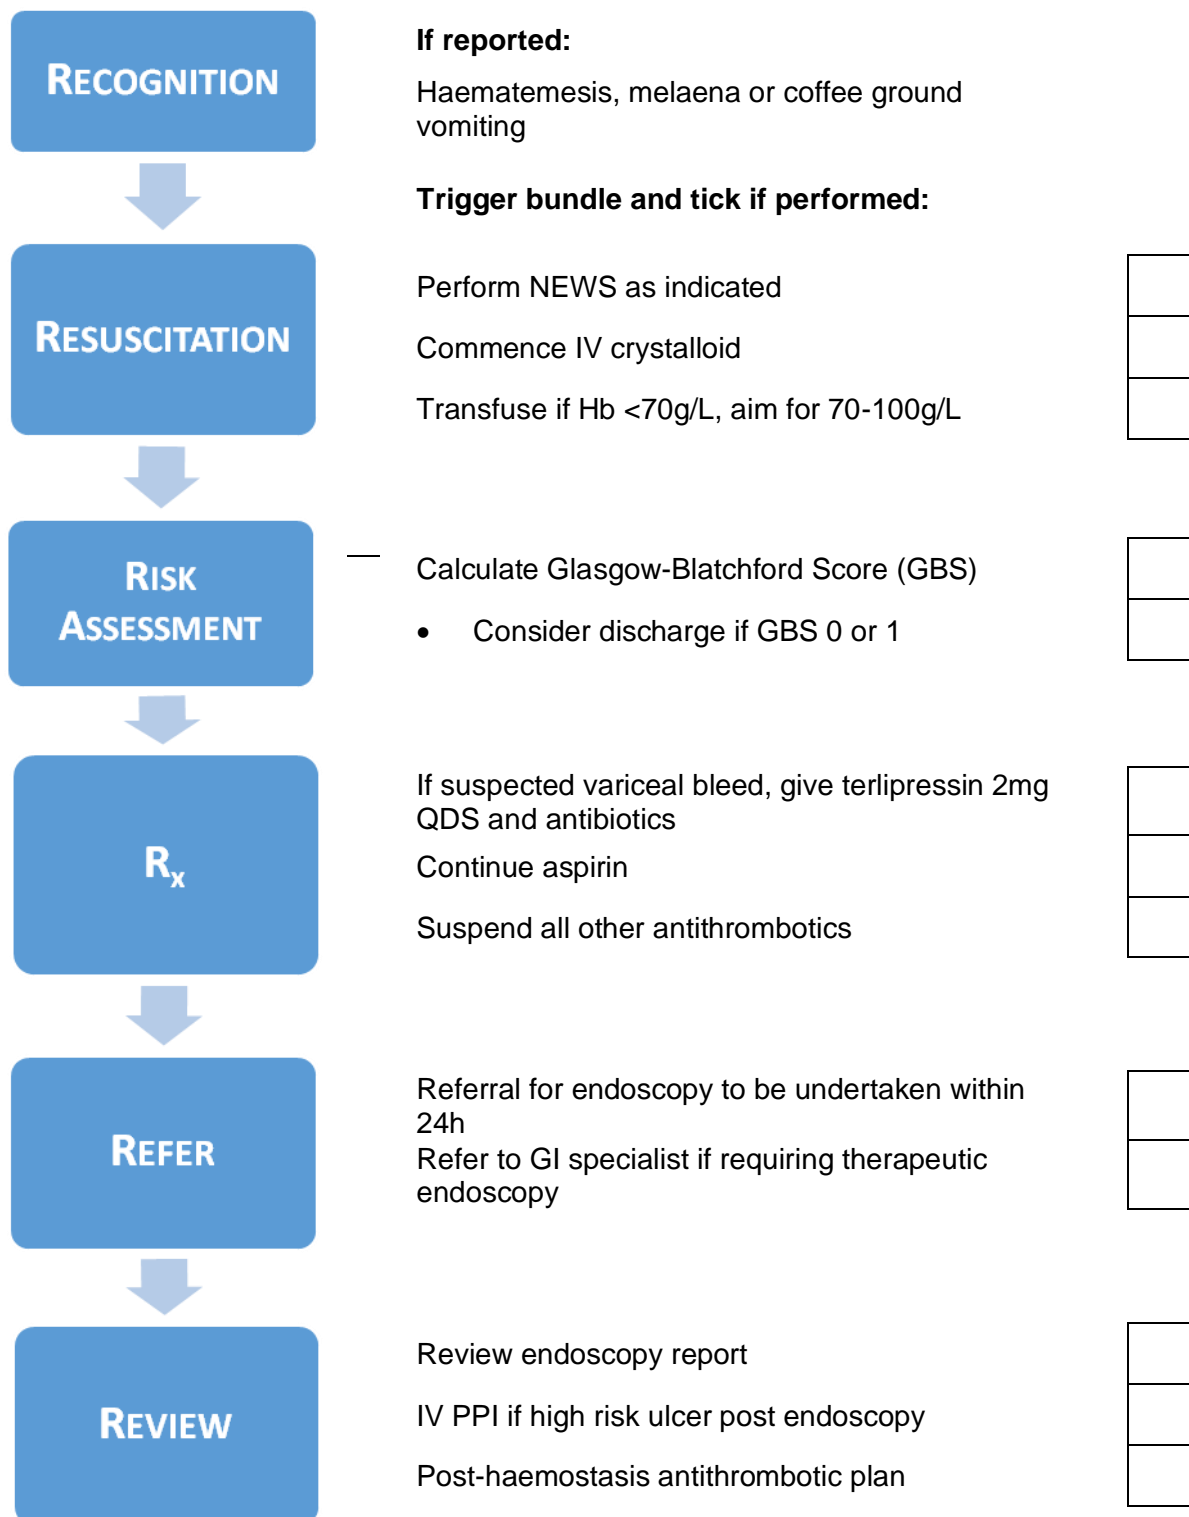 RECOGNITION
If reported:
Haematemesis, melaena or coffee ground
vomiting
Trigger bundle and tick if performed:
RESUSCITATION
Perform NEWS as indicated
Commence IV crystalloid
Transfuse if Hb <70g/L, aim for 70-100g/L
RISK
ASSESSMENT
Calculate Glasgow-Blatchford Score (GBS)
• Consider discharge if GBS 0 or 1
Rx
If suspected variceal bleed, give terlipressin 2mg
QDS and antibiotics
Continue aspirin
Suspend all other antithrombotics
REFER
Referral for endoscopy to be undertaken within
24h
Refer to GI specialist if requiring therapeutic
endoscopy
REVIEW
Review endoscopy report
IV PPI if high risk ulcer post endoscopy
Post-haemostasis antithrombotic plan